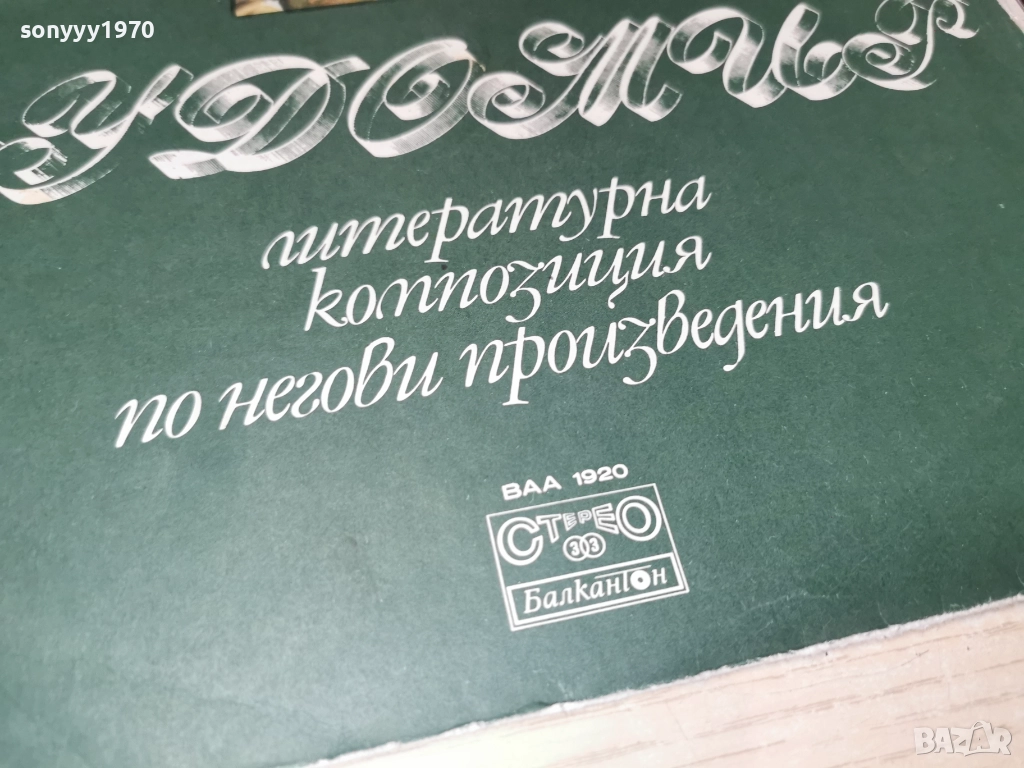 sonyyy1970
УДОМИР
литературна
композиция
по негови произведения
ВАА 1920
СТЕРЕО
33
Балкантон
BAZAR